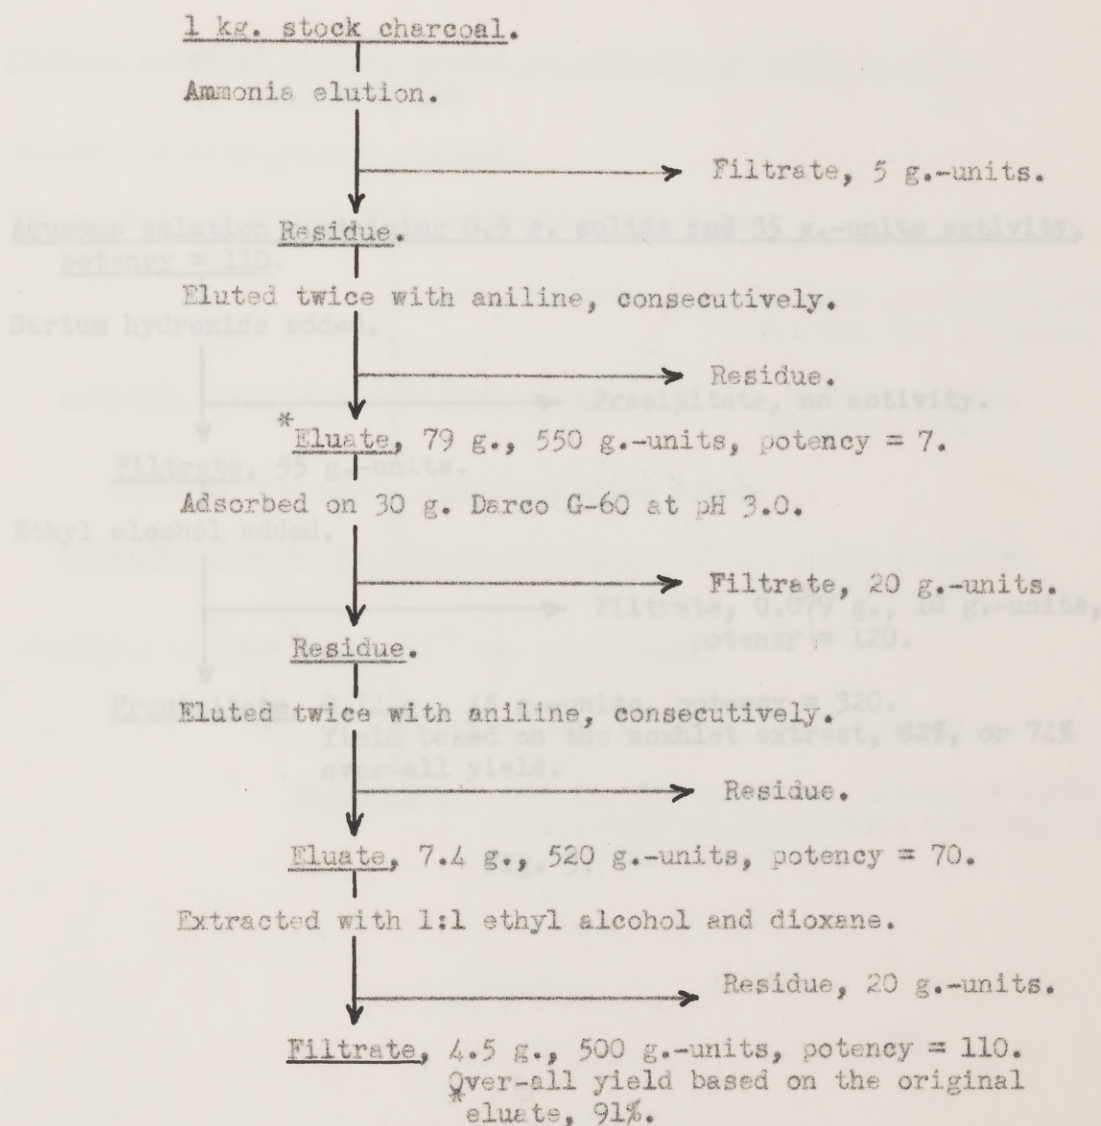 1 kg. stock charcoal.
Ammonia elution.
Filtrate, 5 g.-units.
Residue.
Eluted twice with aniline, consecutively.
Residue.
*Eluate, 79 g., 550 g.-units, potency = 7.
Adsorbed on 30 g. Darco G-60 at pH 3.0.
Filtrate, 20 g.-units.
Residue.
Eluted twice with aniline, consecutively.
Residue.
Eluate, 7.4 g., 520 g.-units, potency = 70.
Extracted with 1:1 ethyl alcohol and dioxane.
Residue, 20 g.-units.
Filtrate, 4.5 g., 500 g.-units, potency = 110.
Over-all yield based on the original
*eluate, 91%.